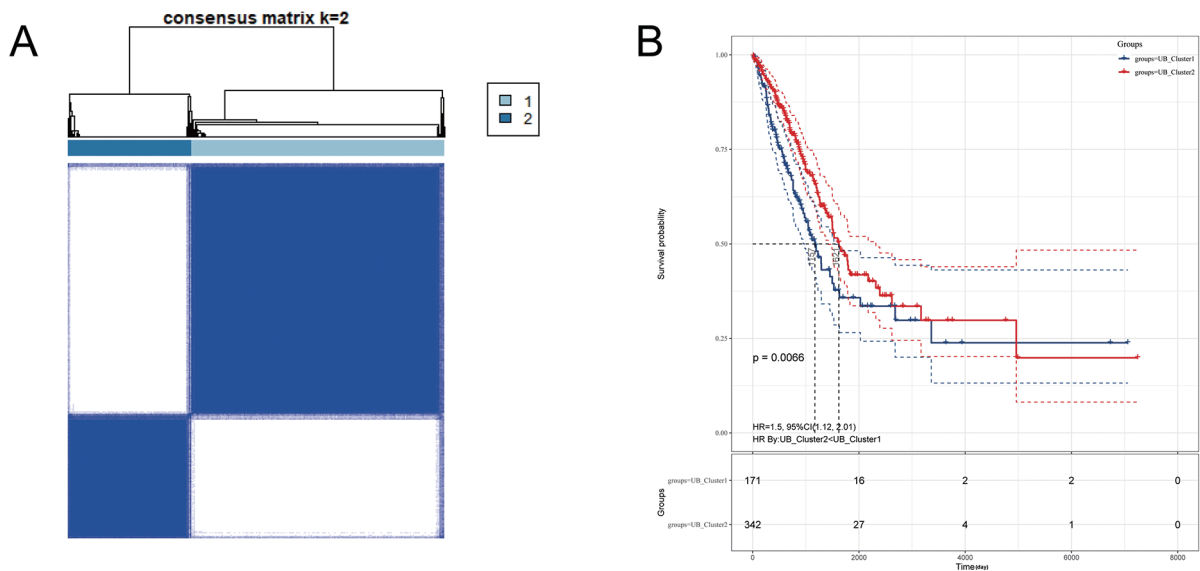 A
consensus matrix k=2
1
2
B
Groups
groups=UB_Cluster1
groups=UB_Cluster2
1.00
0.75
0.50
0.25
0.00
Survival probability
p = 0.0066
HR=1.5, 95%CI(1.12, 2.01)
HR By:UB_Cluster2<UB_Cluster1
Groups
groups=UB_Cluster1 171 16 2 2 0
groups=UB_Cluster2 342 27 4 1 0
0 2000 4000 6000 8000
Time(day)